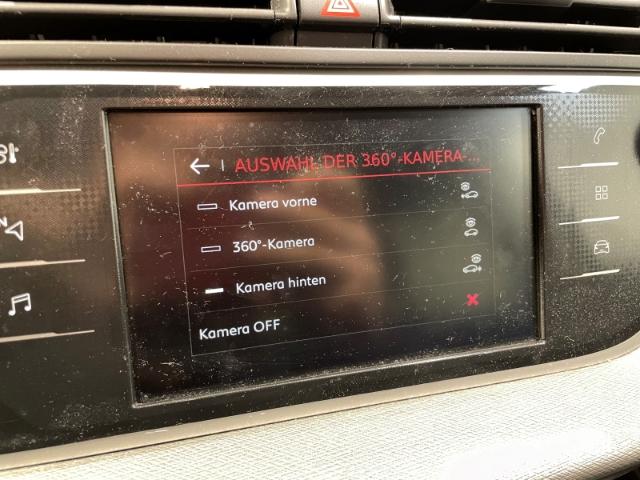 AUSWAHL DER 360°-KAMERA-...
Kamera vorne
360°-Kamera
Kamera hinten
Kamera OFF
N